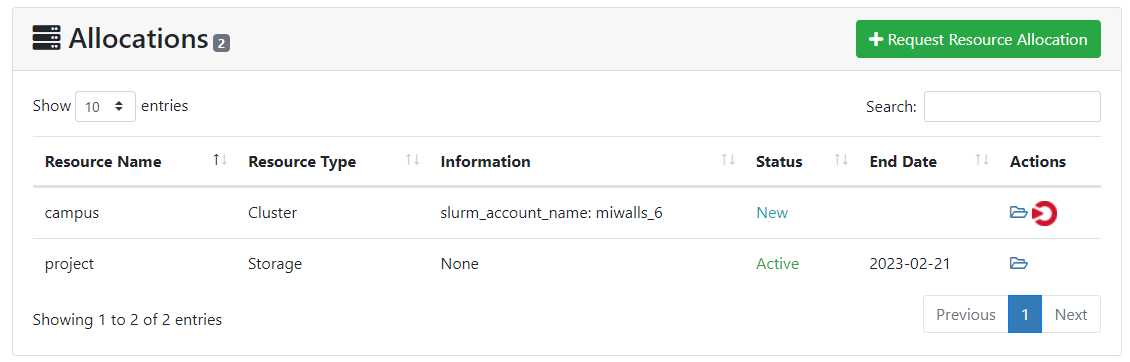 Allocations 2
+ Request Resource Allocation
Show 10 entries
Search:
Resource Name Resource Type Information Status End Date Actions
campus Cluster slurm_account_name: miwalls_6 New
project Storage None Active 2023-02-21
Showing 1 to 2 of 2 entries
Previous 1 Next